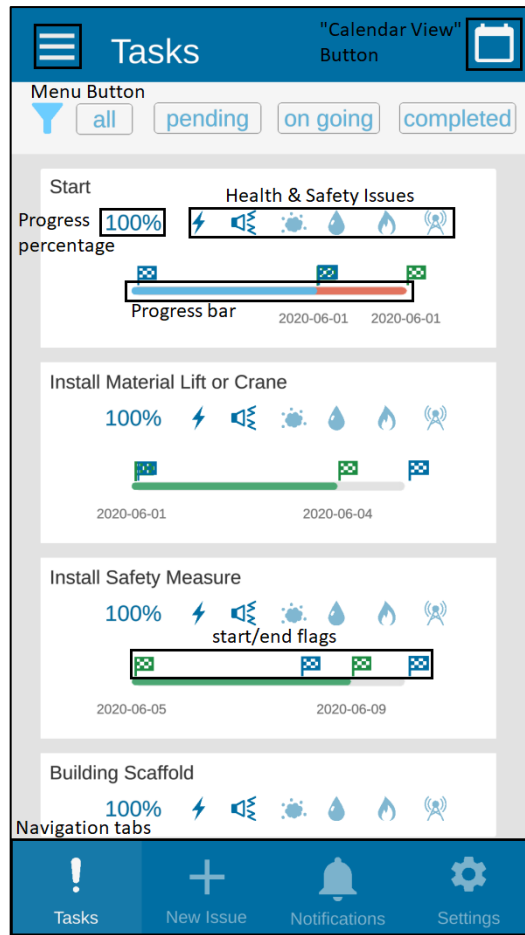 "Calendar View"
Tasks
Button
Menu Button
all pending on going completed
Start
Health & Safety Issues
Progress 100%
percentage
Progress bar
2020-06-01 2020-06-01
Install Material Lift or Crane
100%
2020-06-01 2020-06-04
Install Safety Measure
100%
start/end flags
2020-06-05 2020-06-09
Building Scaffold
100%
Navigation tabs
Tasks New Issue Notifications Settings